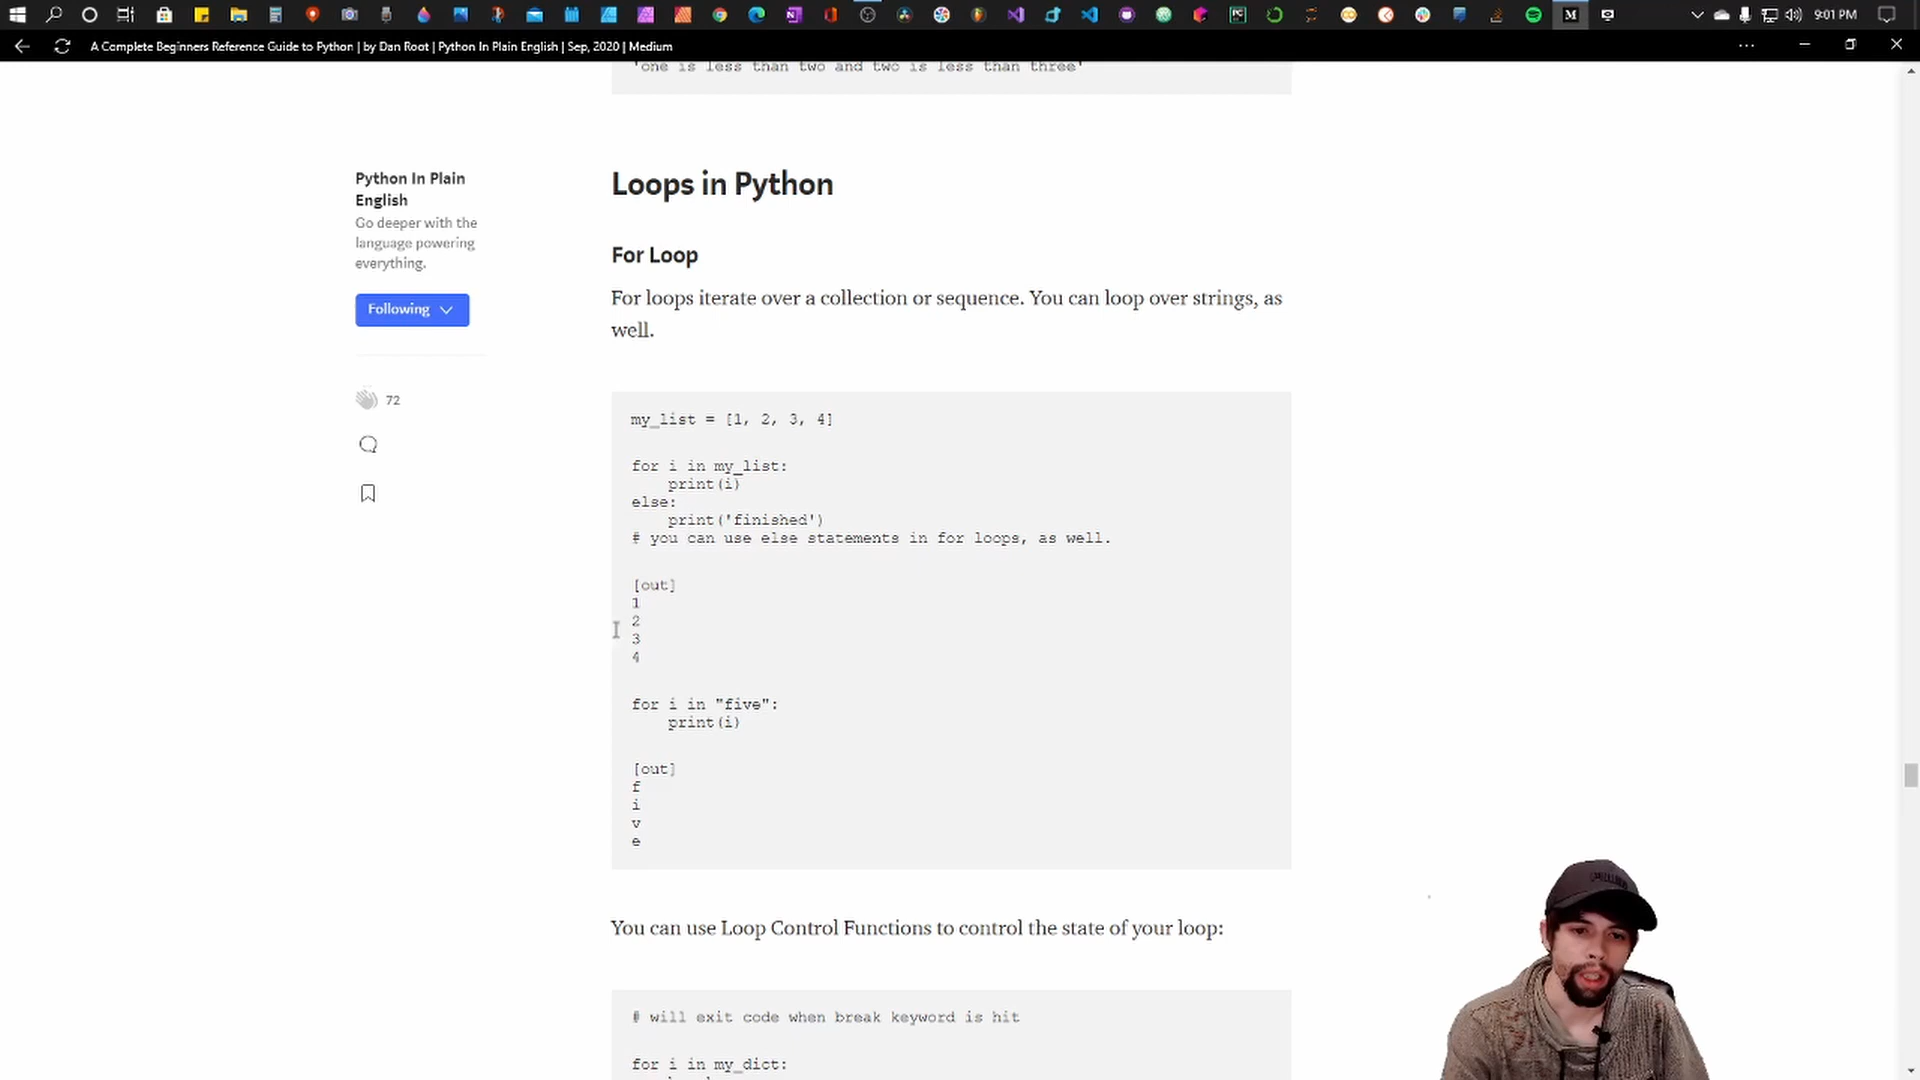 9:01 PM
A Complete Beginners Reference Guide to Python | by Dan Root | Python In Plain English | Sep, 2020 | Medium
'one is less than two and two is less than three'
Python In Plain
English
Go deeper with the
language powering
everything.
Following
72
Loops in Python
For Loop
For loops iterate over a collection or sequence. You can loop over strings, as
well.
my_list = [1, 2, 3, 4]
for i in my_list:
    print(i)
else:
    print('finished')
# you can use else statements in for loops, as well.
[out]
1
2
3
4
for i in "five":
    print(i)
[out]
f
i
v
e
You can use Loop Control Functions to control the state of your loop:
# will exit code when break keyword is hit
for i in my_dict: